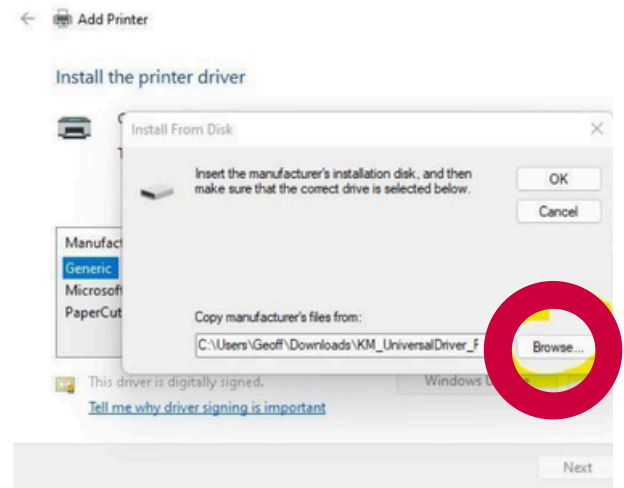 Add Printer
Install the printer driver
Install From Disk
Insert the manufacturer's installation disk, and then
make sure that the correct drive is selected below.
OK
Cancel
Manufact
Generic
Microsoft
PaperCut
Copy manufacturer's files from:
C:\Users\Geoff\Downloads\KM_UniversalDriver_F
Browse...
This driver is digitally signed.
Windows U
Tell me why driver signing is important
Next